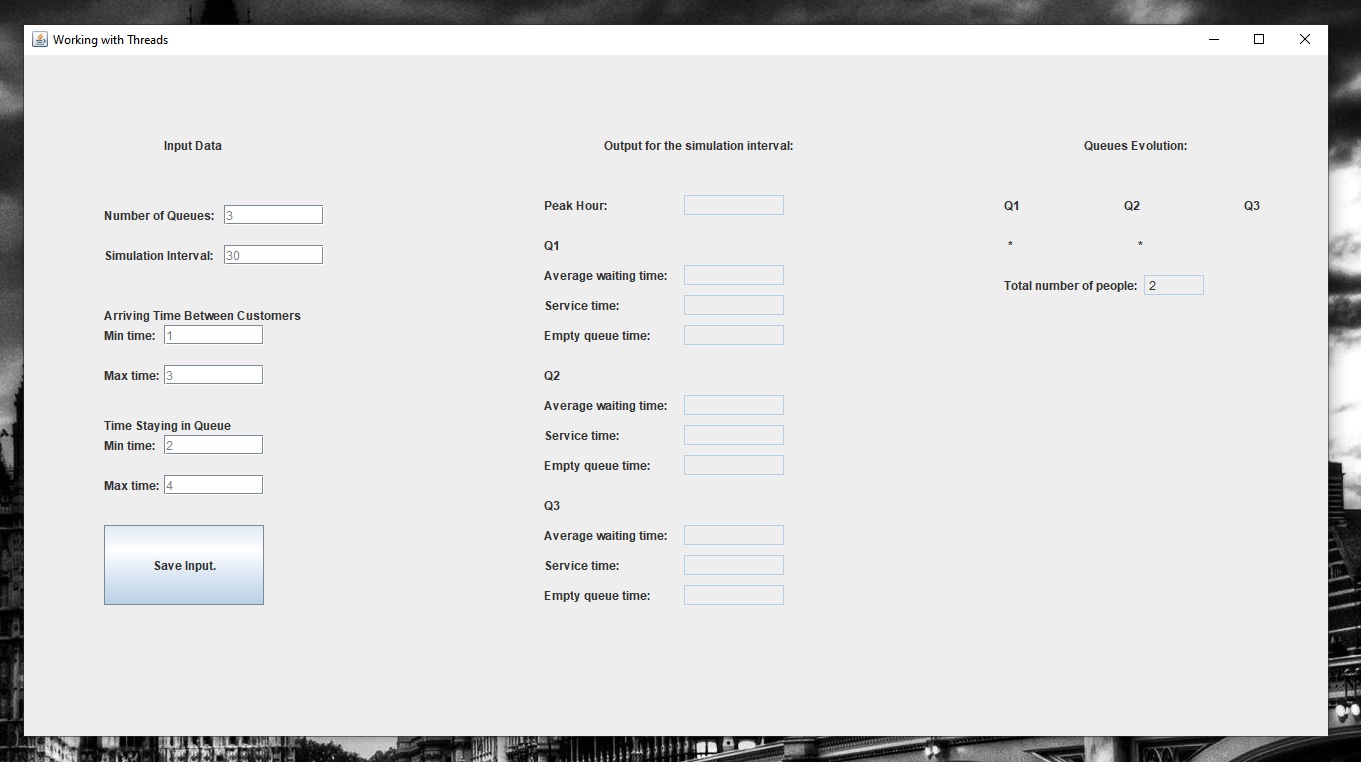 Working with Threads
Input Data
Number of Queues: 3
Simulation Interval: 30
Arriving Time Between Customers
Min time: 1
Max time: 3
Time Staying in Queue
Min time: 2
Max time: 4
Save Input.
Output for the simulation interval:
Peak Hour:
Q1
Average waiting time:
Service time:
Empty queue time:
Q2
Average waiting time:
Service time:
Empty queue time:
Q3
Average waiting time:
Service time:
Empty queue time:
Queues Evolution:
Q1 Q2 Q3
* *
Total number of people: 2